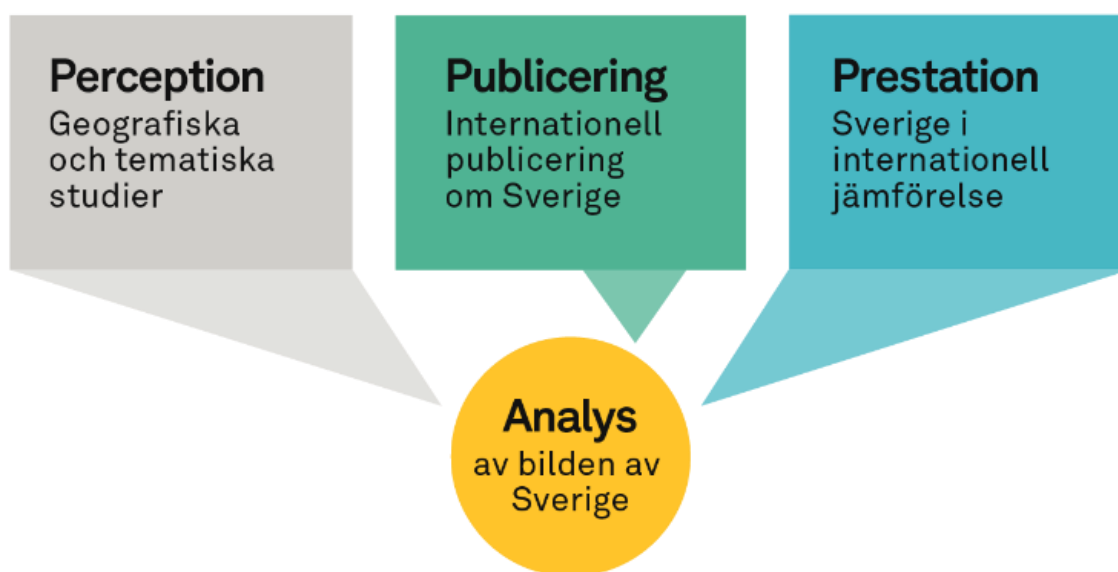 Perception
Geografiska
och tematiska
studier
Publicering
Internationell
publicering
om Sverige
Prestation
Sverige i
internationell
jämförelse
Analys
av bilden av
Sverige